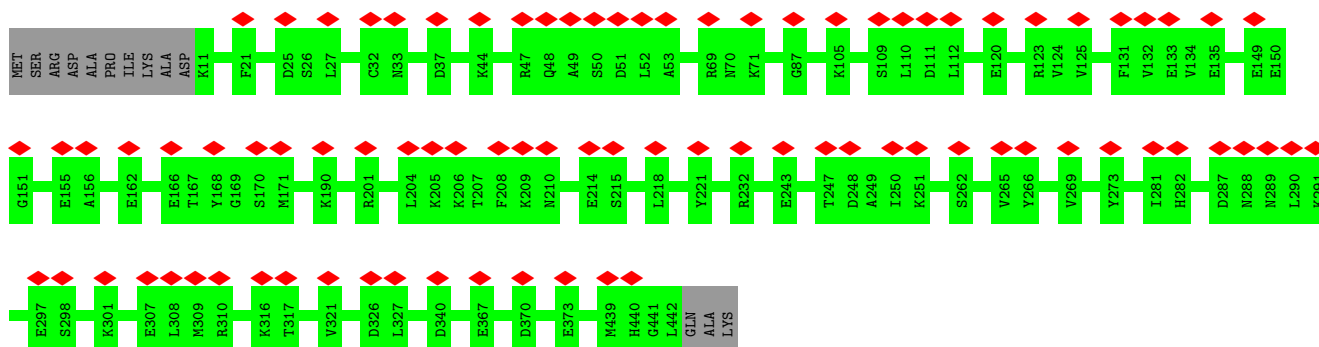 MET SER ARG ASP ALA PRO ILE LYS ALA ASP K11 F21 D25 S26 L27 C32 N33 D37 K44 R47 Q48 A49 S50 D51 L52 A53 R69 N70 K71 G87 K105 S109 L110 D111 L112 E120 R123 V124 V125 F131 V132 E133 V134 E135 E149 E150
G151 E155 A156 E162 E166 T167 Y168 G169 S170 M171 K190 R201 L204 K205 K206 T207 F208 K209 N210 E214 S215 L218 Y221 R232 E243 T247 D248 A249 I250 K251 S262 V265 Y266 V269 Y273 I281 H282 D287 N288 N289 L290
E297 S298 K301 E307 L308 M309 R310 K316 T317 V321 D326 L327 D340 E367 D370 E373 M439 H440 G441 L442 GLN ALA LYS